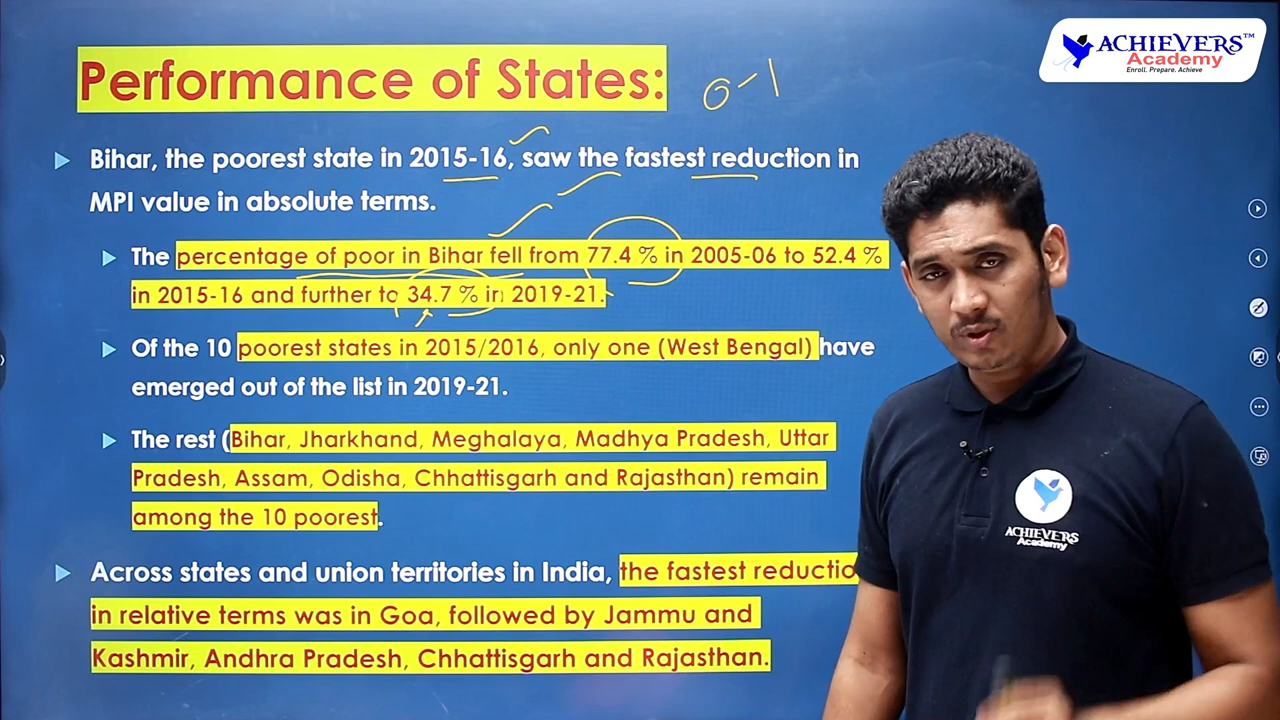 ACHIEVERS™
Academy
Enroll. Prepare. Achieve
Performance of States:
0-1
Bihar, the poorest state in 2015-16, saw the fastest reduction in
MPI value in absolute terms.
The percentage of poor in Bihar fell from 77.4 % in 2005-06 to 52.4 %
in 2015-16 and further to 34.7 % in 2019-21.
Of the 10 poorest states in 2015/2016, only one (West Bengal) have
emerged out of the list in 2019-21.
The rest (Bihar, Jharkhand, Meghalaya, Madhya Pradesh, Uttar
Pradesh, Assam, Odisha, Chhattisgarh and Rajasthan) remain
among the 10 poorest.
Across states and union territories in India, the fastest reductio
in relative terms was in Goa, followed by Jammu and
Kashmir, Andhra Pradesh, Chhattisgarh and Rajasthan.
ACHIEVERS
Academy